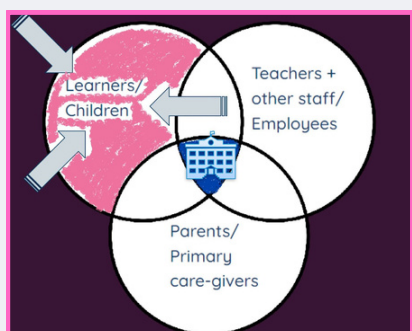 Learners/
Children
Teachers +
other staff/
Employees
Parents/
Primary
care-givers